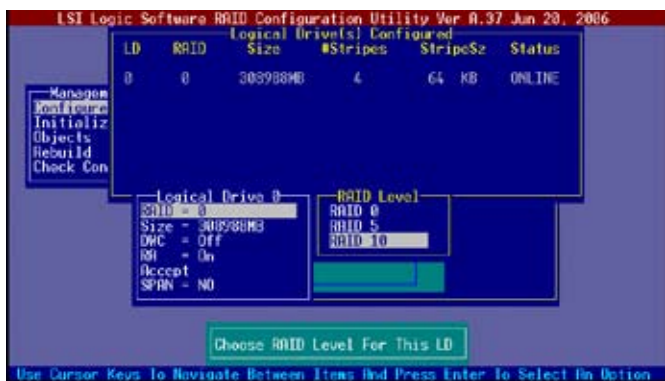 LSI Logic Software RAID Configuration Utility Ver A.37 Jun 20, 2006
Logical Drive(s) Configured
LD RAID Size #Stripes StripeSz Status
0 0 308988MB 4 64 KB ONLINE
Managem
Configure
Initializ
Objects
Rebuild
Check Con
Logical Drive 0
RAID = 0
Size = 308988MB
DWC = Off
RA = On
Accept
SPAN = NO
RAID Level
RAID 0
RAID 5
RAID 10
Choose RAID Level For This LD
Use Cursor Keys To Navigate Between Items And Press Enter To Select An Option